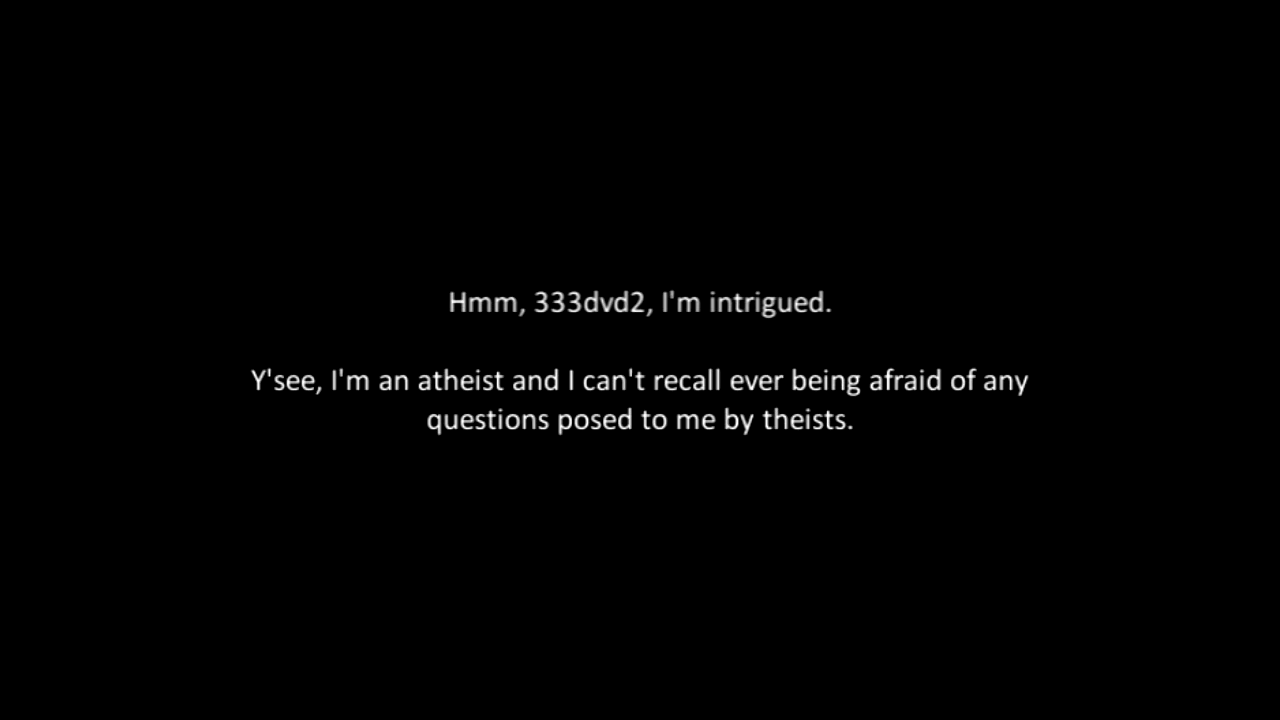 Hmm, 333dvd2, I'm intrigued.
Y'see, I'm an atheist and I can't recall ever being afraid of any
questions posed to me by theists.